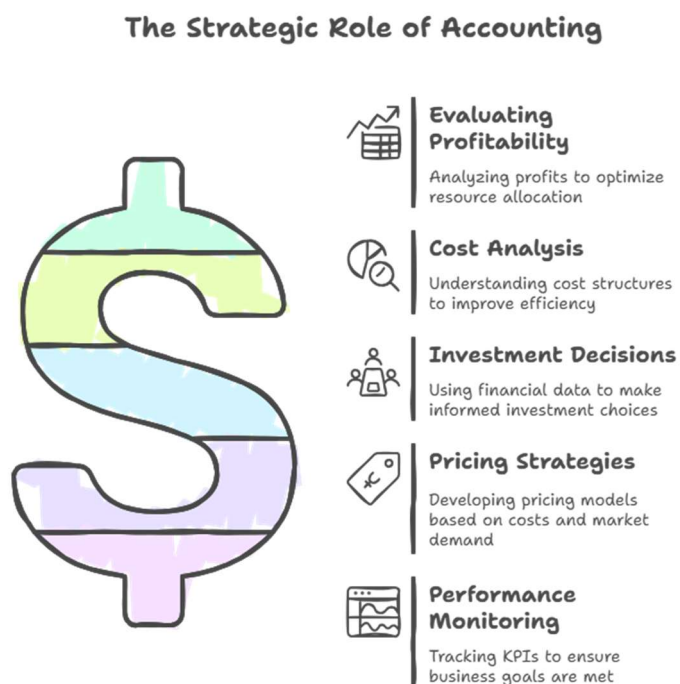 The Strategic Role of Accounting
Evaluating
Profitability
Analyzing profits to optimize
resource allocation
Cost Analysis
Understanding cost structures
to improve efficiency
Investment Decisions
Using financial data to make
informed investment choices
Pricing Strategies
Developing pricing models
based on costs and market
demand
Performance
Monitoring
Tracking KPIs to ensure
business goals are met